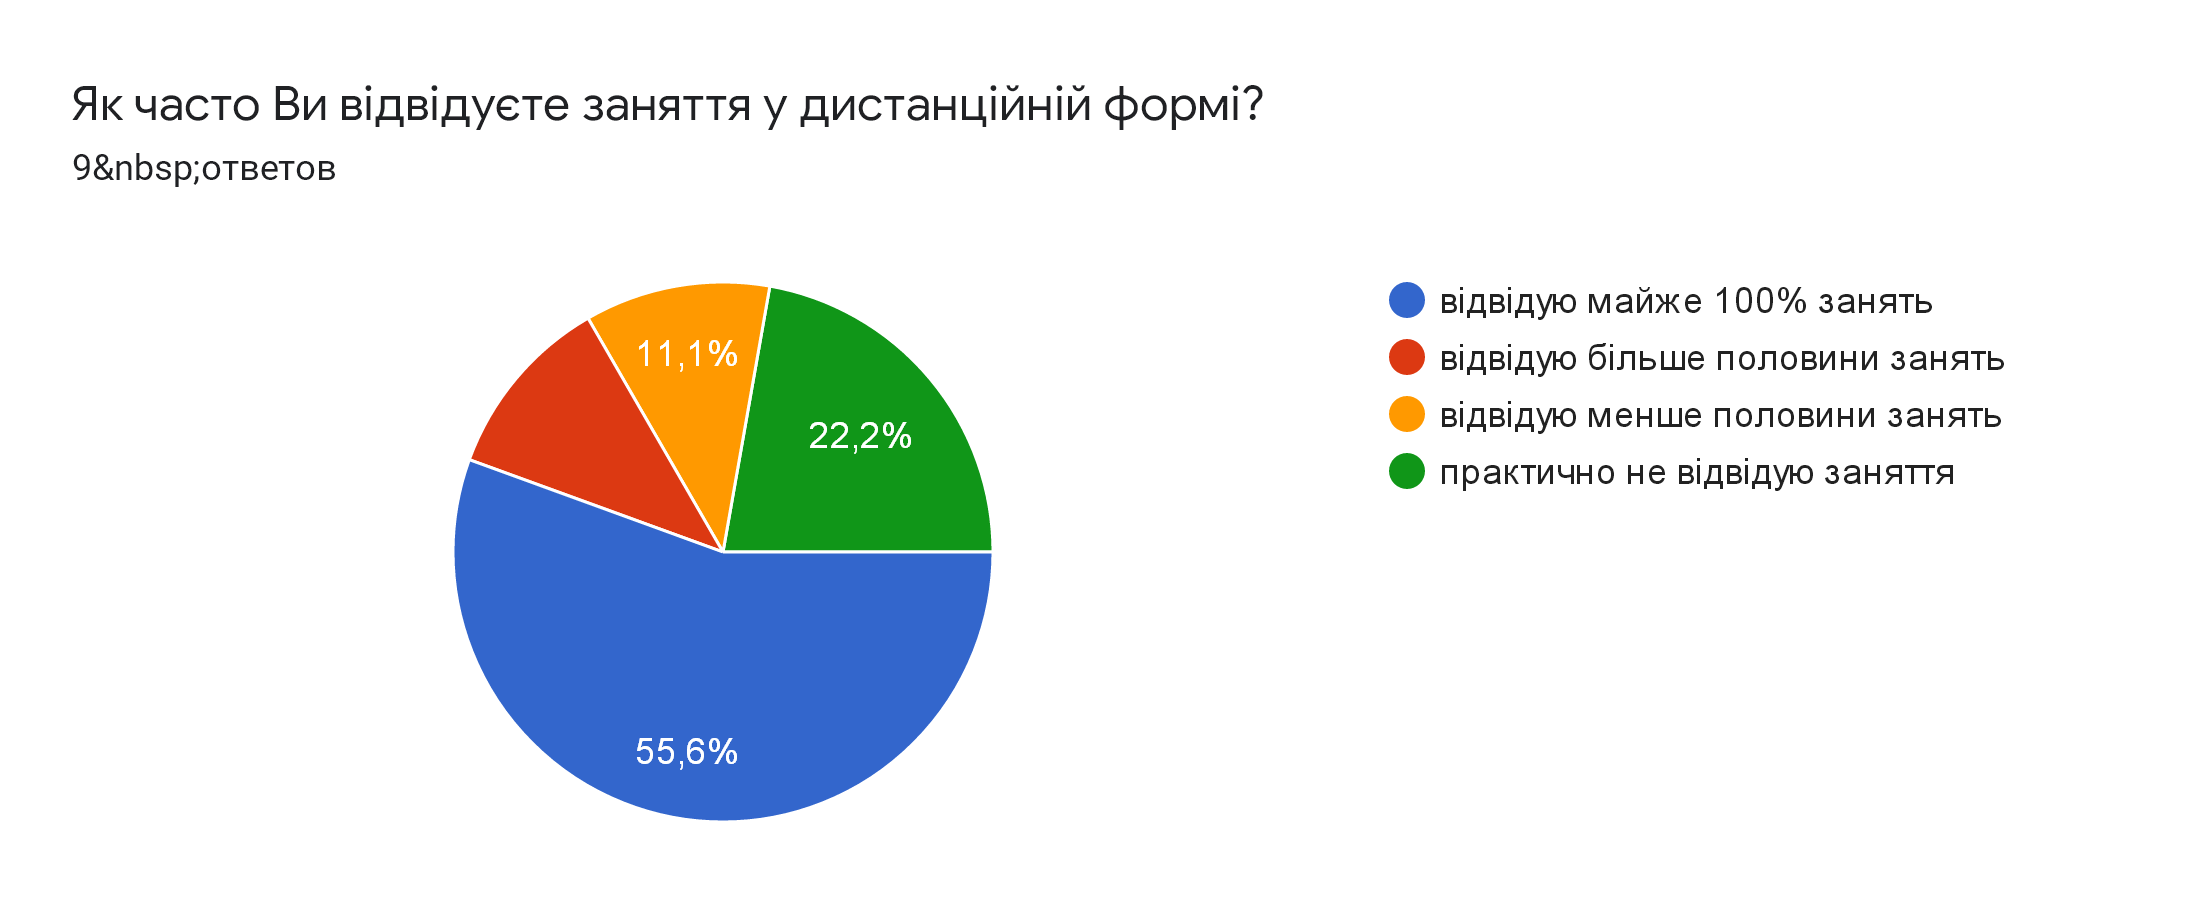 Як часто Ви відвідуєте заняття у дистанційній формі?
9&nbsp;ответов
11,1%
22,2%
55,6%
відвідую майже 100% занять
відвідую більше половини занять
відвідую менше половини занять
практично не відвідую заняття